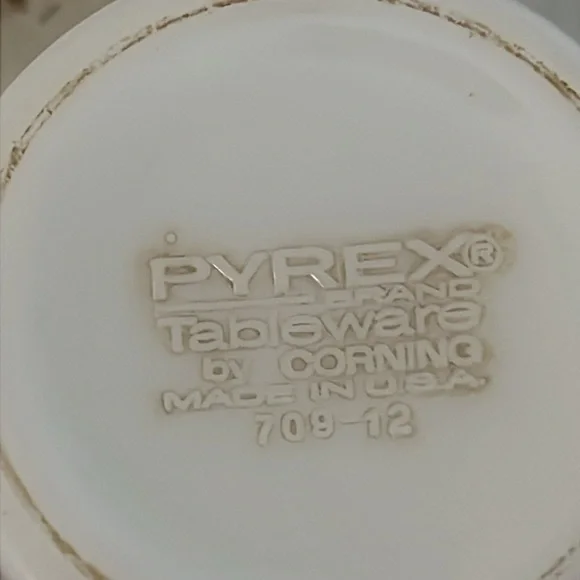 PYREX®
BRAND
Tableware
by CORNING
MADE IN U.S.A.
709-12